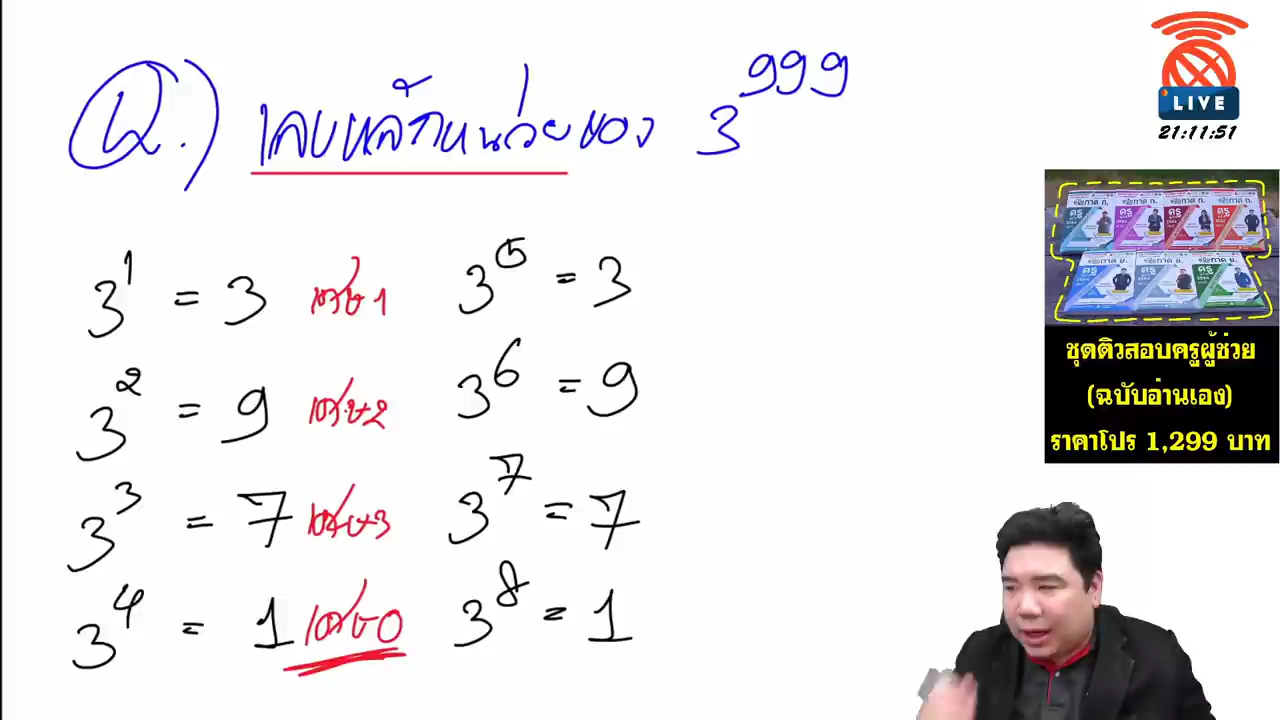 Q.) เลขหลักหน่วยของ 3^999
3^1 = 3 เศษ 1 3^5 = 3
3^2 = 9 เศษ 2 3^6 = 9
3^3 = 7 เศษ 3 3^7 = 7
3^4 = 1 เศษ 0 3^8 = 1
LIVE
21:11:51
ชุดติวสอบครูผู้ช่วย
(ฉบับอ่านเอง)
ราคาโปร 1,299 บาท